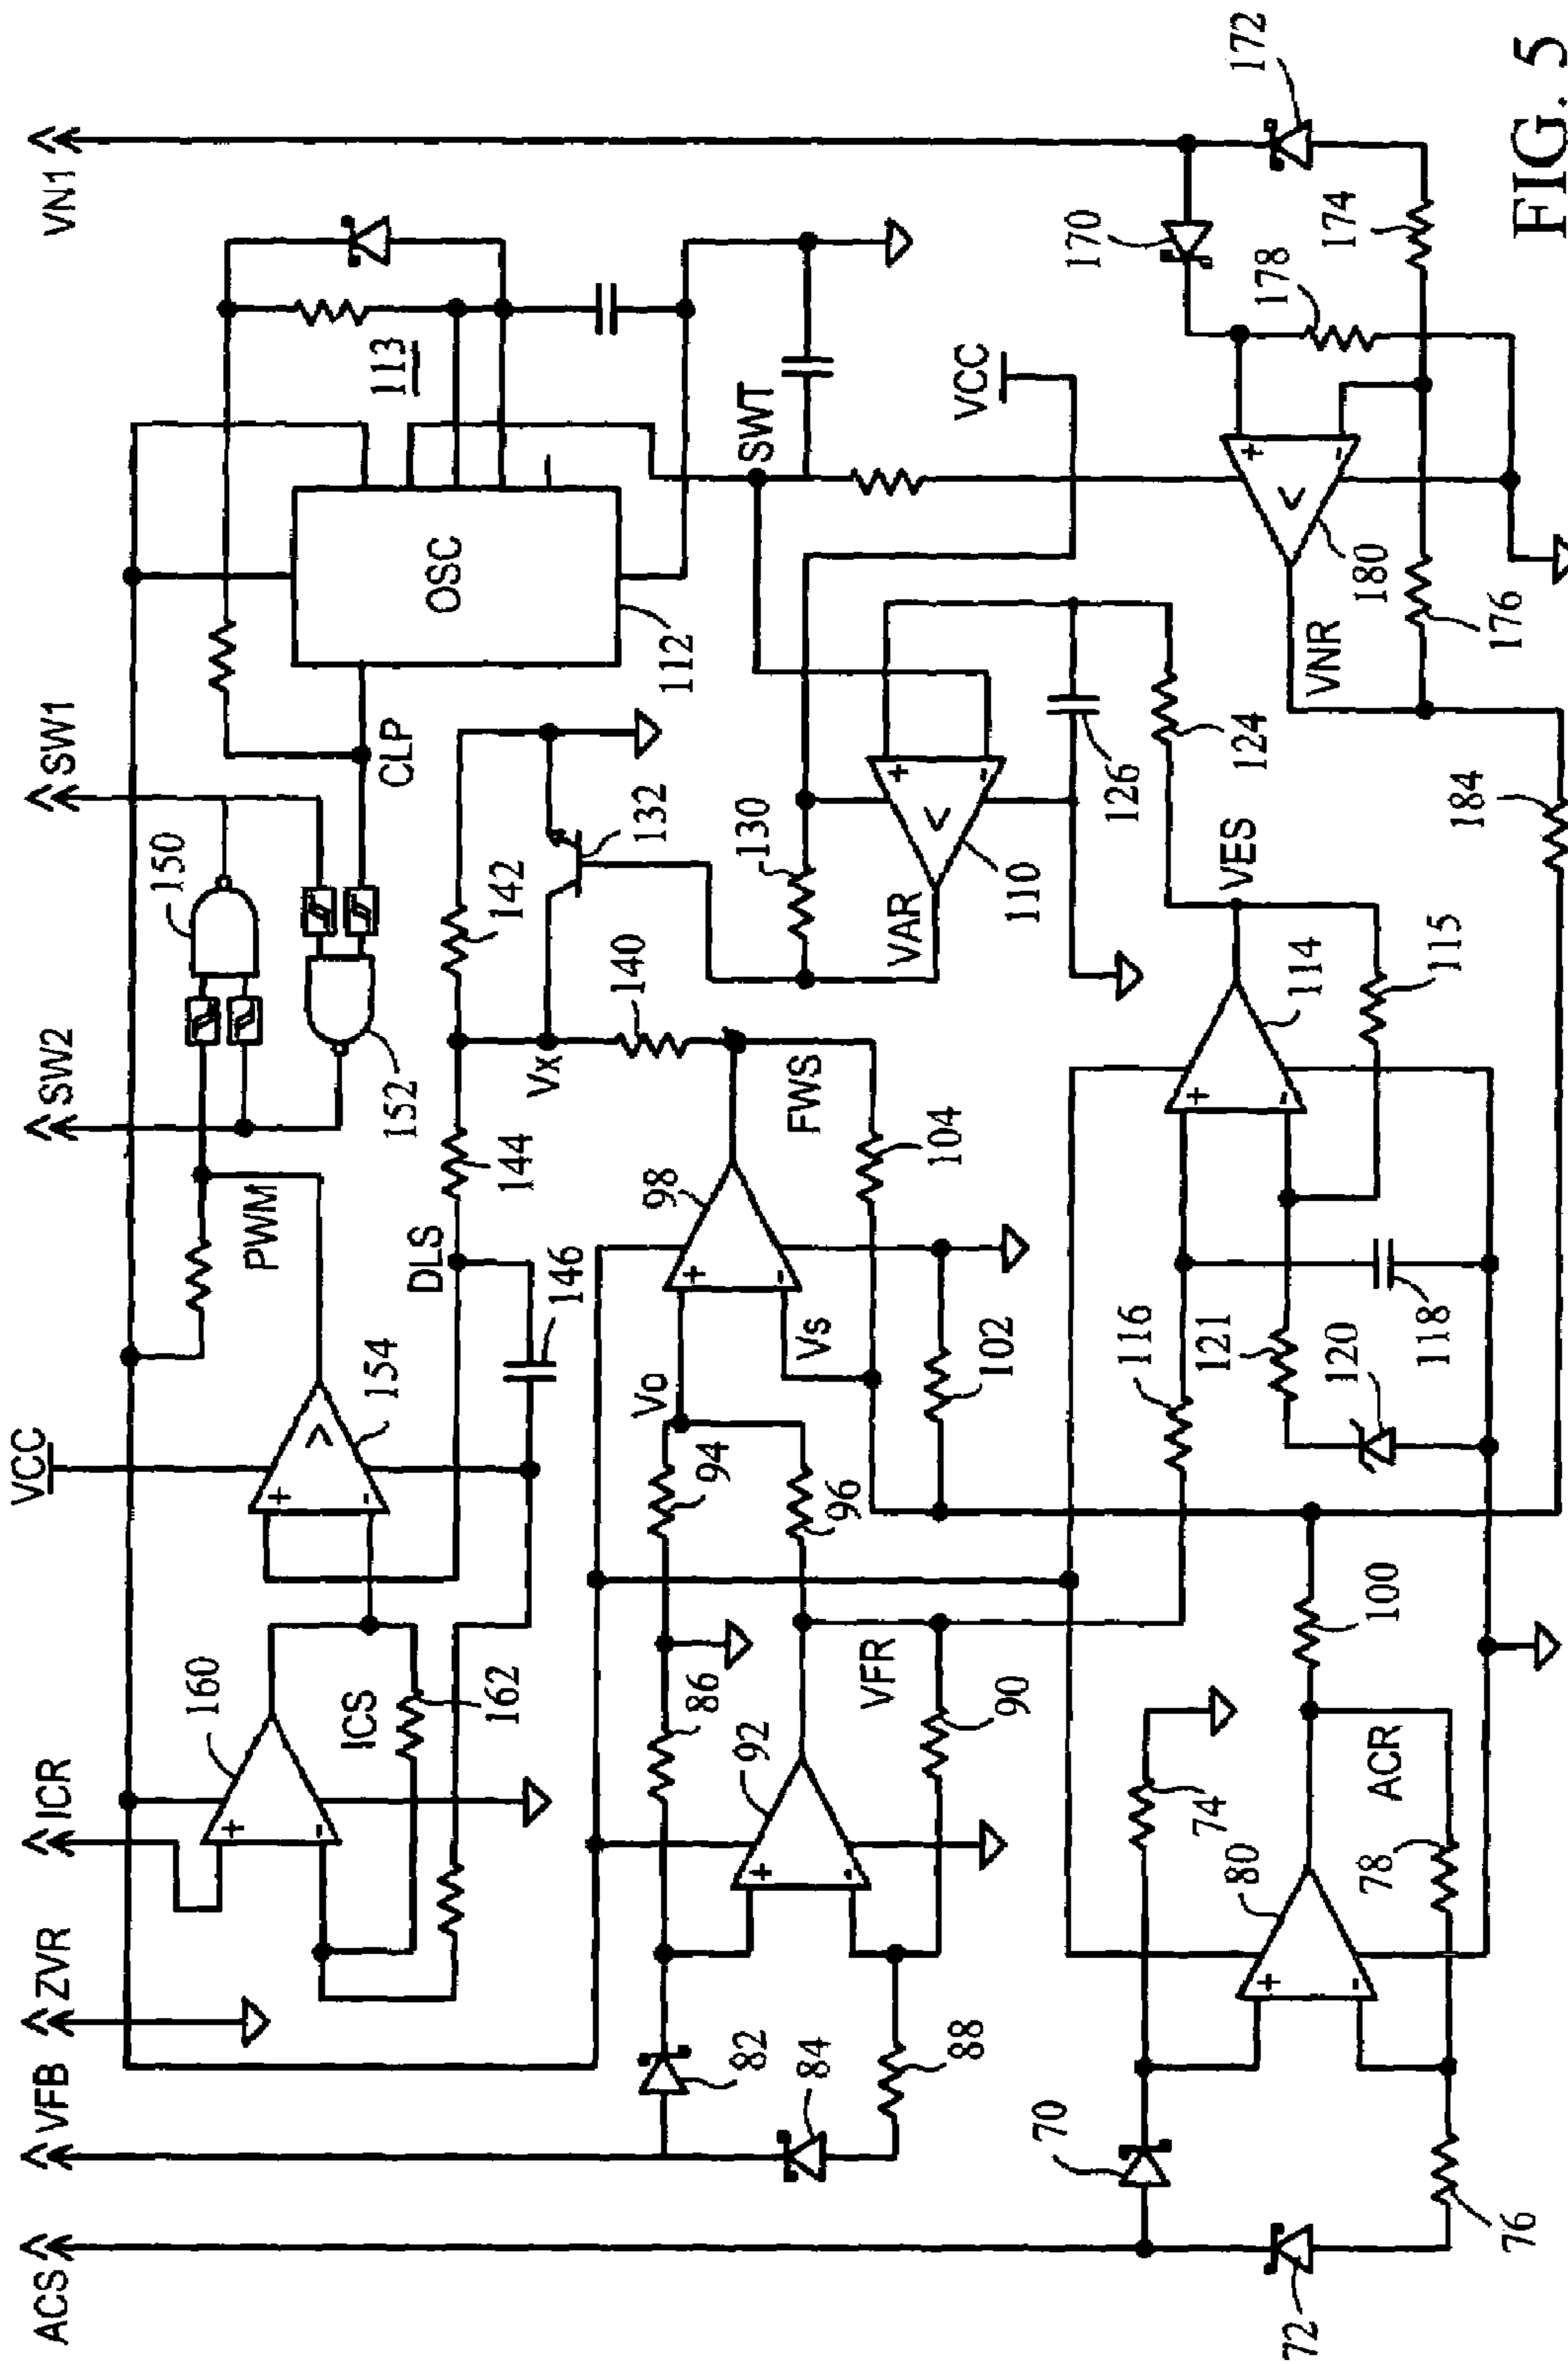 ACS
VFB
ZVR
ICR
VCC
SW2
SW1
VN1
160
ICS
162
154
PWM
DLS
146
144
142
150
152
CLP
OSC
112
113
SWT
VCC
82
84
86
88
92
VFR
90
94
96
Vo
Vs
98
102
104
FWS
Vx
140
132
130
VAR
110
126
124
VES
170
172
174
178
180
VNR
176
184
70
72
74
76
78
80
ACR
100
116
121
120
118
114
115
+
-
+
-
+
-
+
-
+
-
+
-
+
-
+
-
>
<
<
FIG. 5